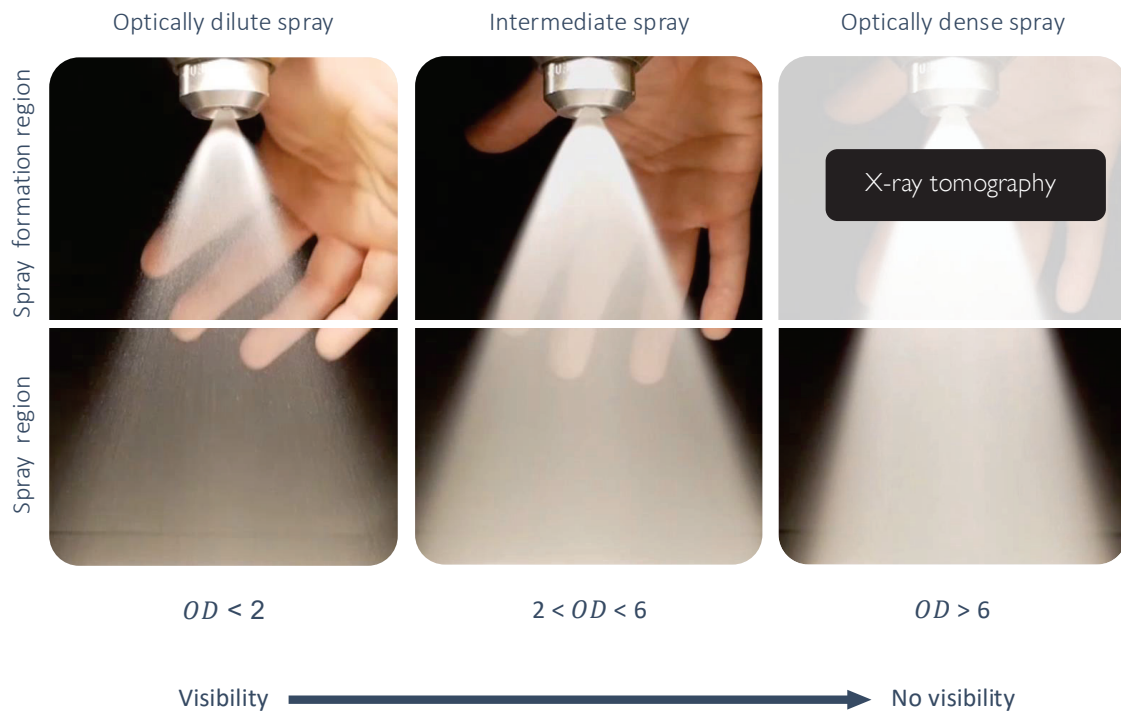 Optically dilute spray
Intermediate spray
Optically dense spray
Spray formation region
X-ray tomography
Spray region
OD < 2
2 < OD < 6
OD > 6
Visibility
No visibility